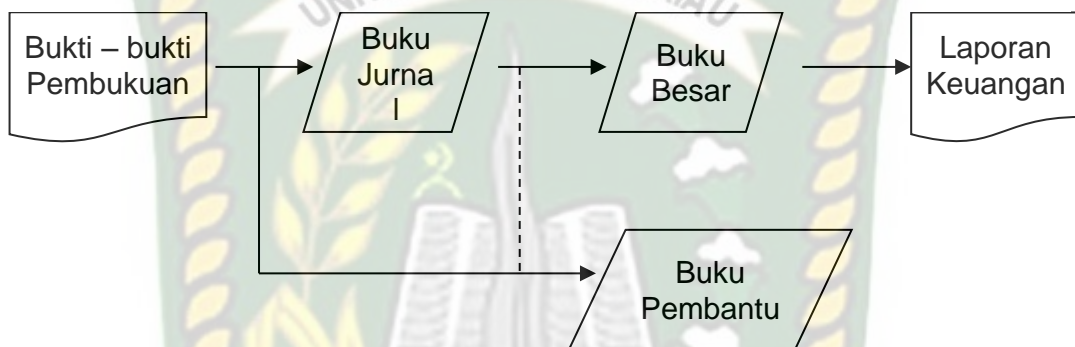 Bukti – bukti
Pembukuan
Buku
Jurna
l
Buku
Besar
Laporan
Keuangan
Buku
Pembantu